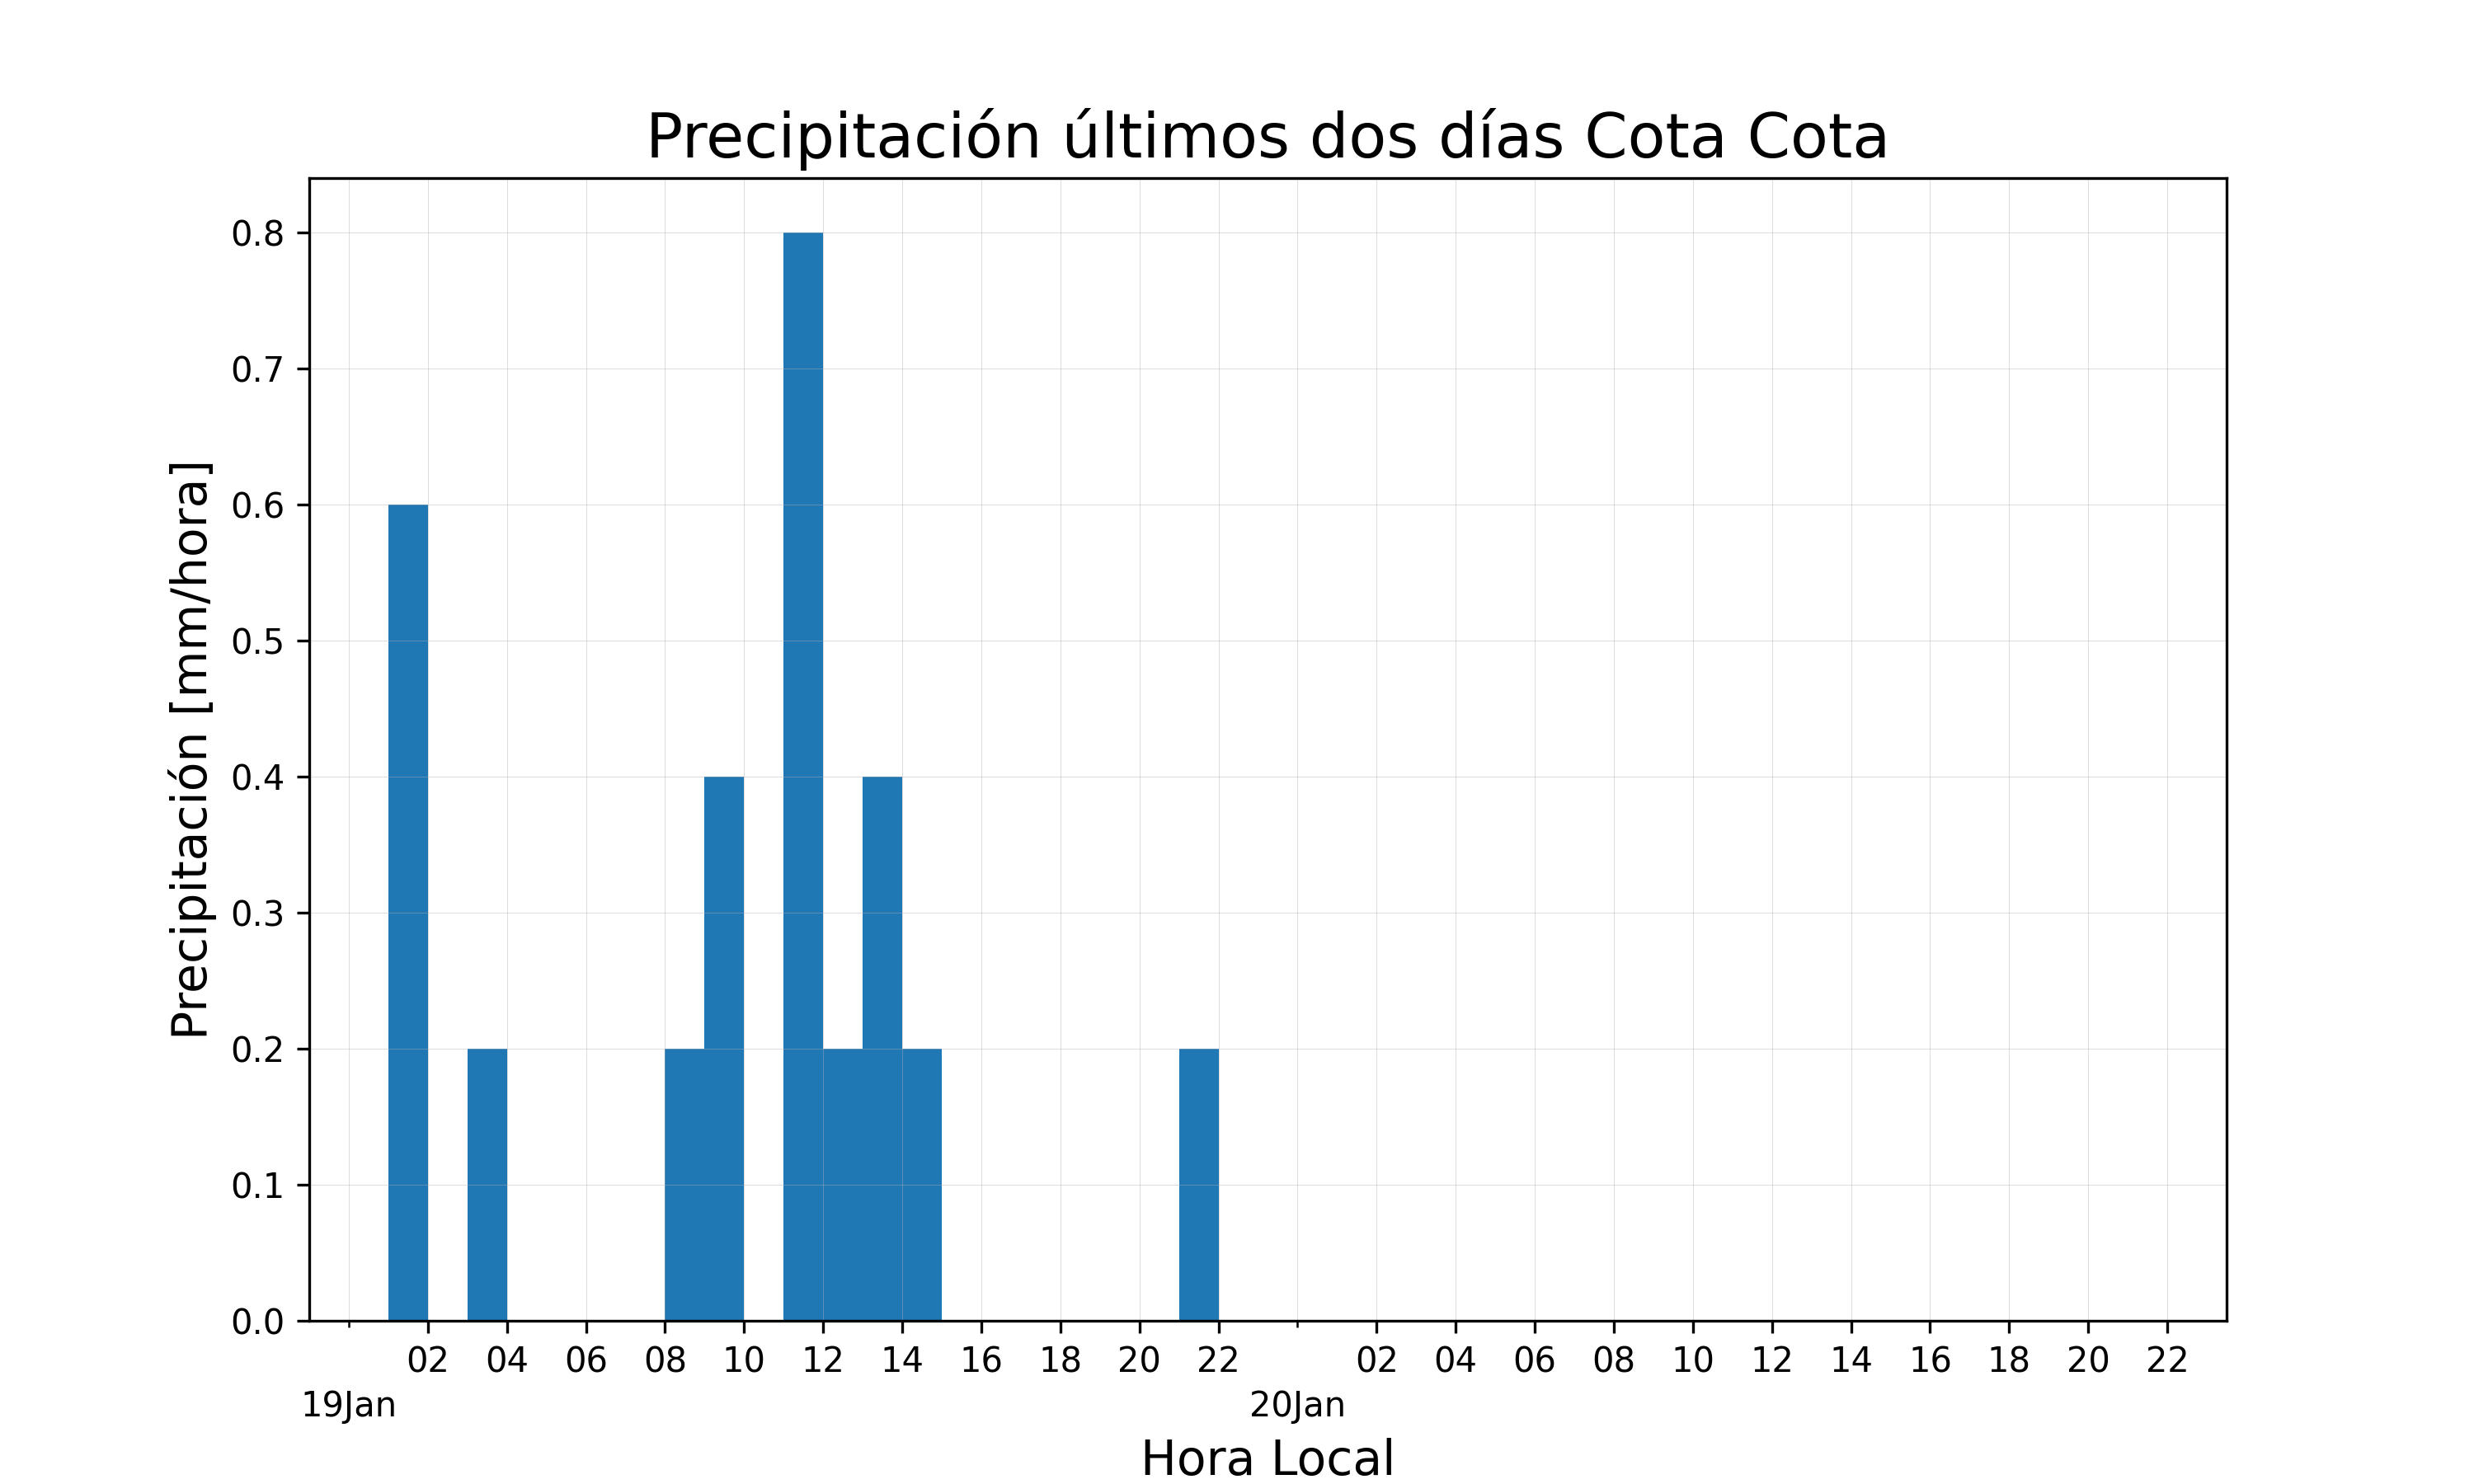 Precipitación últimos dos días Cota Cota
Precipitación [mm/hora]
0.8
0.7
0.6
0.5
0.4
0.3
0.2
0.1
0.0
02 04 06 08 10 12 14 16 18 20 22 02 04 06 08 10 12 14 16 18 20 22
19Jan 20Jan
Hora Local